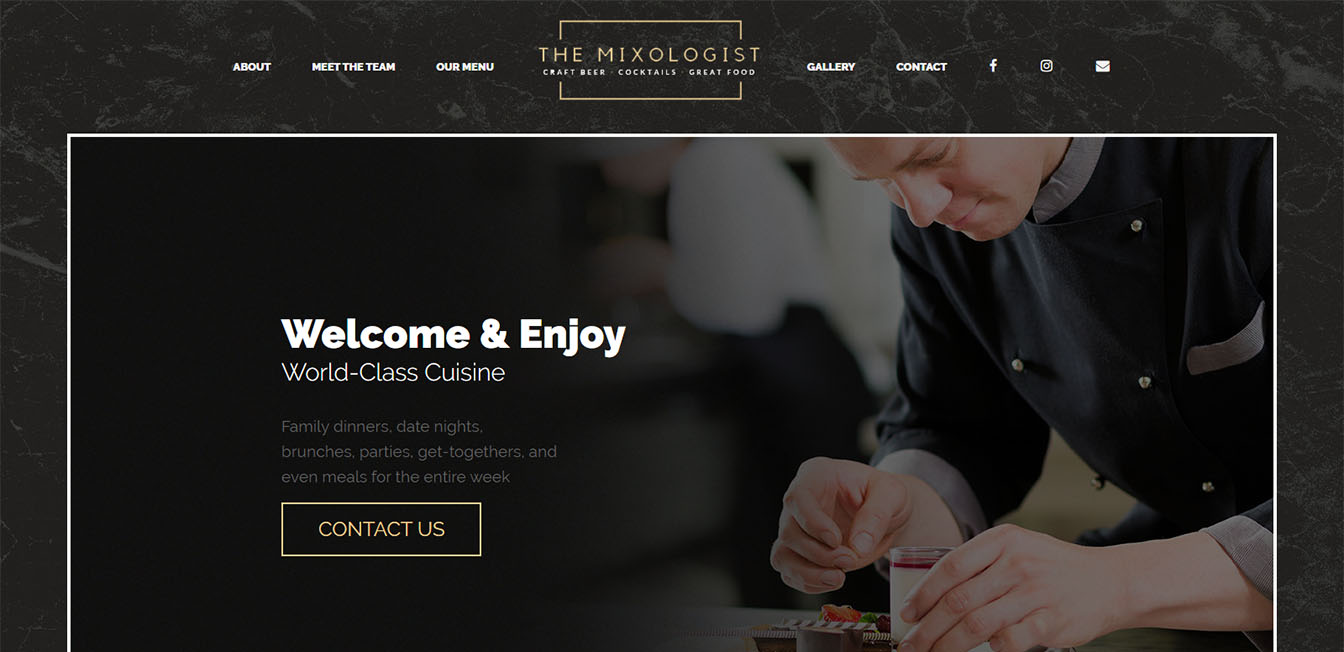 ABOUT
MEET THE TEAM
OUR MENU
THE MIXOLOGIST
CRAFT BEER · COCKTAILS · GREAT FOOD
GALLERY
CONTACT
Welcome & Enjoy
World-Class Cuisine
Family dinners, date nights,
brunches, parties, get-togethers, and
even meals for the entire week
CONTACT US